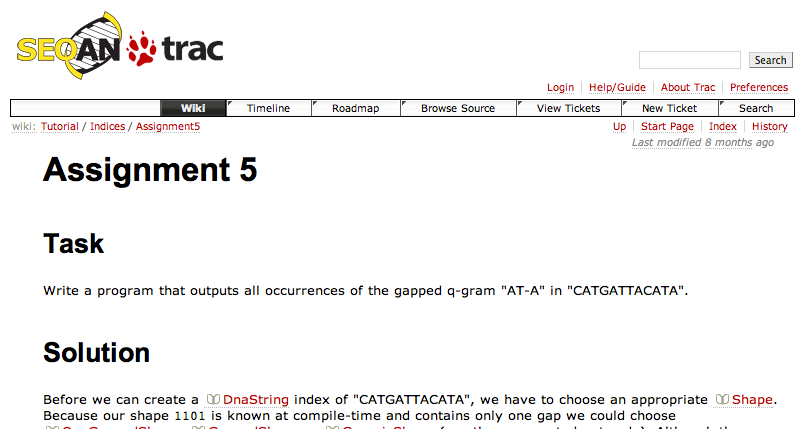 SEQAN trac
Search
Login Help/Guide About Trac Preferences
Wiki Timeline Roadmap Browse Source View Tickets New Ticket Search
wiki: Tutorial / Indices / Assignment5 Up Start Page Index History
Last modified 8 months ago
Assignment 5
Task
Write a program that outputs all occurrences of the gapped q-gram "AT-A" in "CATGATTACATA".
Solution
Before we can create a DnaString index of "CATGATTACATA", we have to choose an appropriate Shape.
Because our shape 1101 is known at compile-time and contains only one gap we could choose